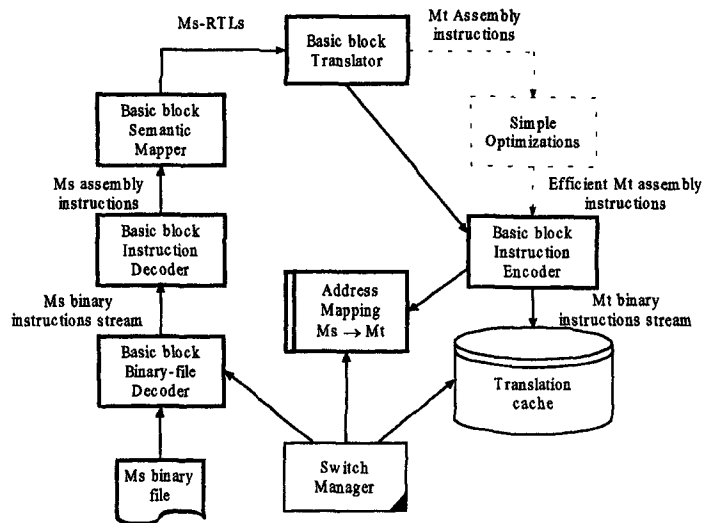 Ms-RTLs
Basic block
Translator
Mt Assembly
instructions
Basic block
Semantic
Mapper
Simple
Optimizations
Ms assembly
instructions
Efficient Mt assembly
instructions
Basic block
Instruction
Decoder
Basic block
Instruction
Encoder
Address
Mapping
Ms → Mt
Ms binary
instructions stream
Mt binary
instructions stream
Basic block
Binary-file
Decoder
Translation
cache
Ms binary
file
Switch
Manager